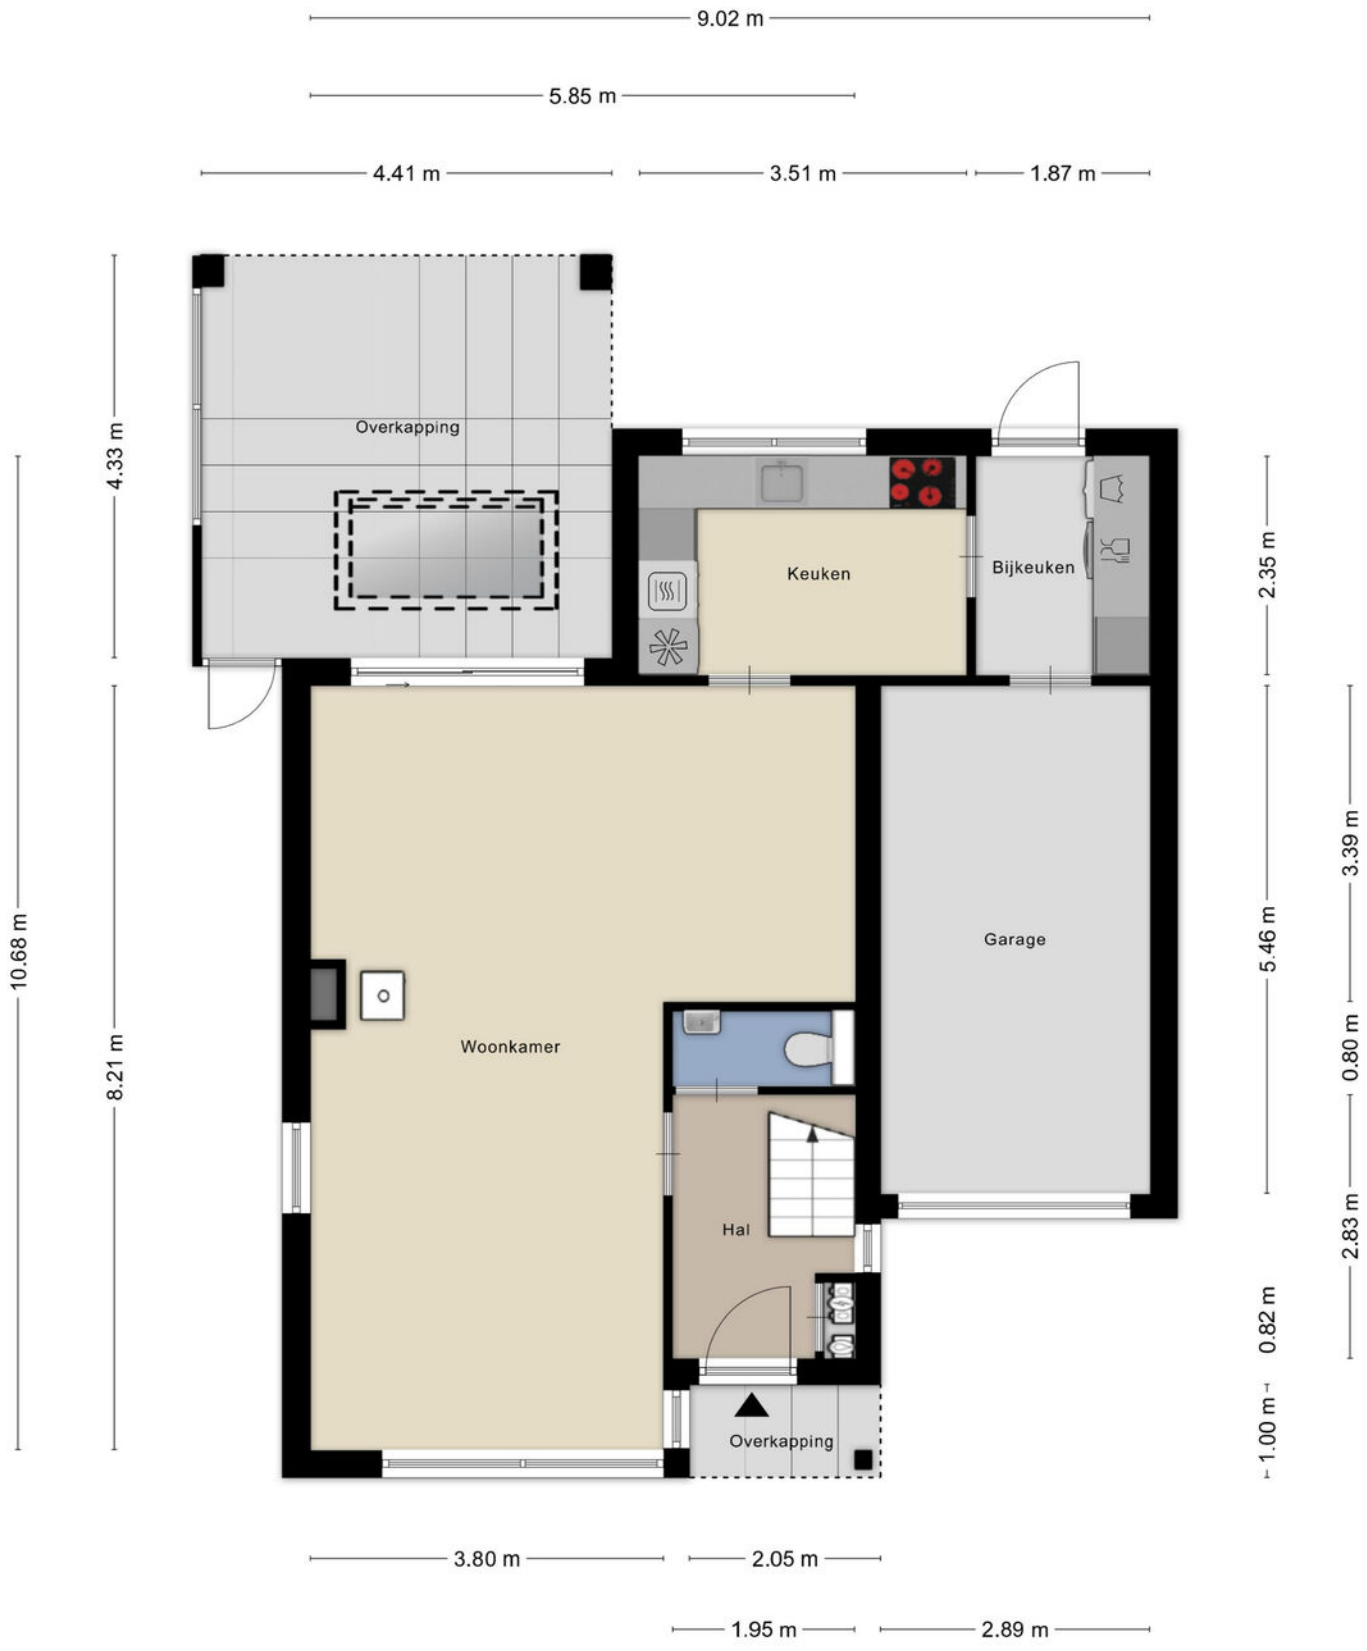 9.02 m
5.85 m
4.41 m
3.51 m
1.87 m
4.33 m
Overkapping
Keuken
Bijkeuken
2.35 m
10.68 m
8.21 m
Woonkamer
Garage
5.46 m
3.39 m
0.80 m
Hal
2.83 m
0.82 m
Overkapping
1.00 m
3.80 m
2.05 m
1.95 m
2.89 m